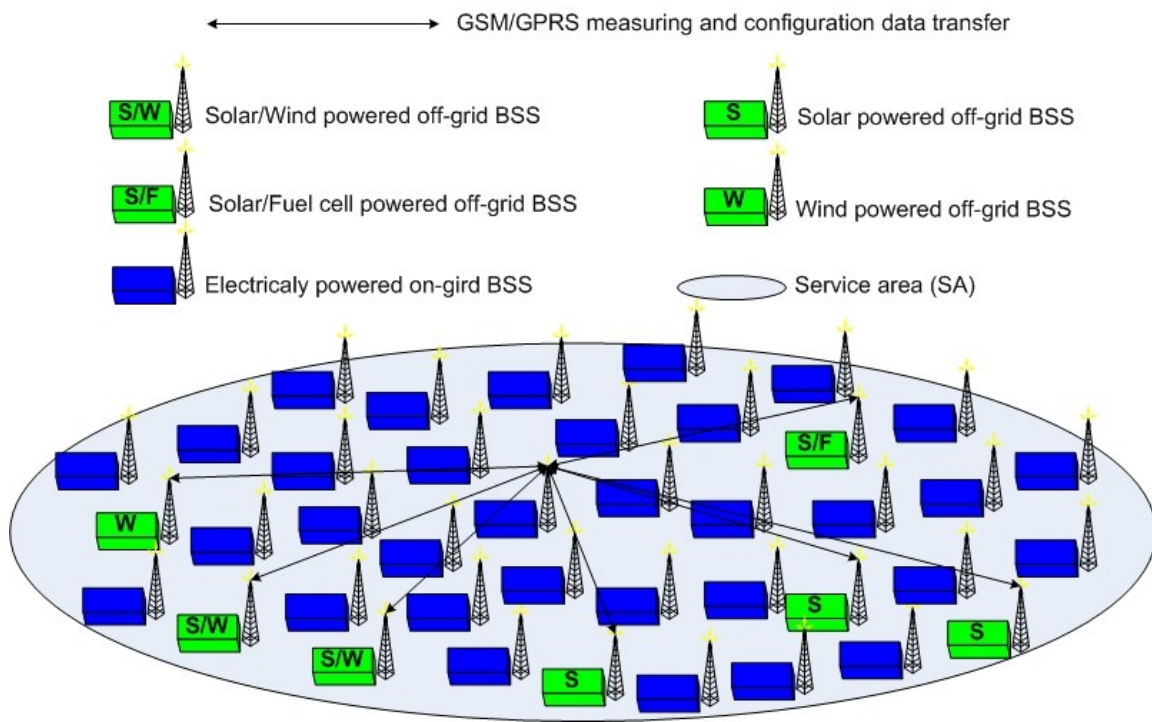 GSM/GPRS measuring and configuration data transfer
S/W Solar/Wind powered off-grid BSS
S Solar powered off-grid BSS
S/F Solar/Fuel cell powered off-grid BSS
W Wind powered off-grid BSS
Electricaly powered on-gird BSS
Service area (SA)
S/F
W
S
S/W
S
S/W
S